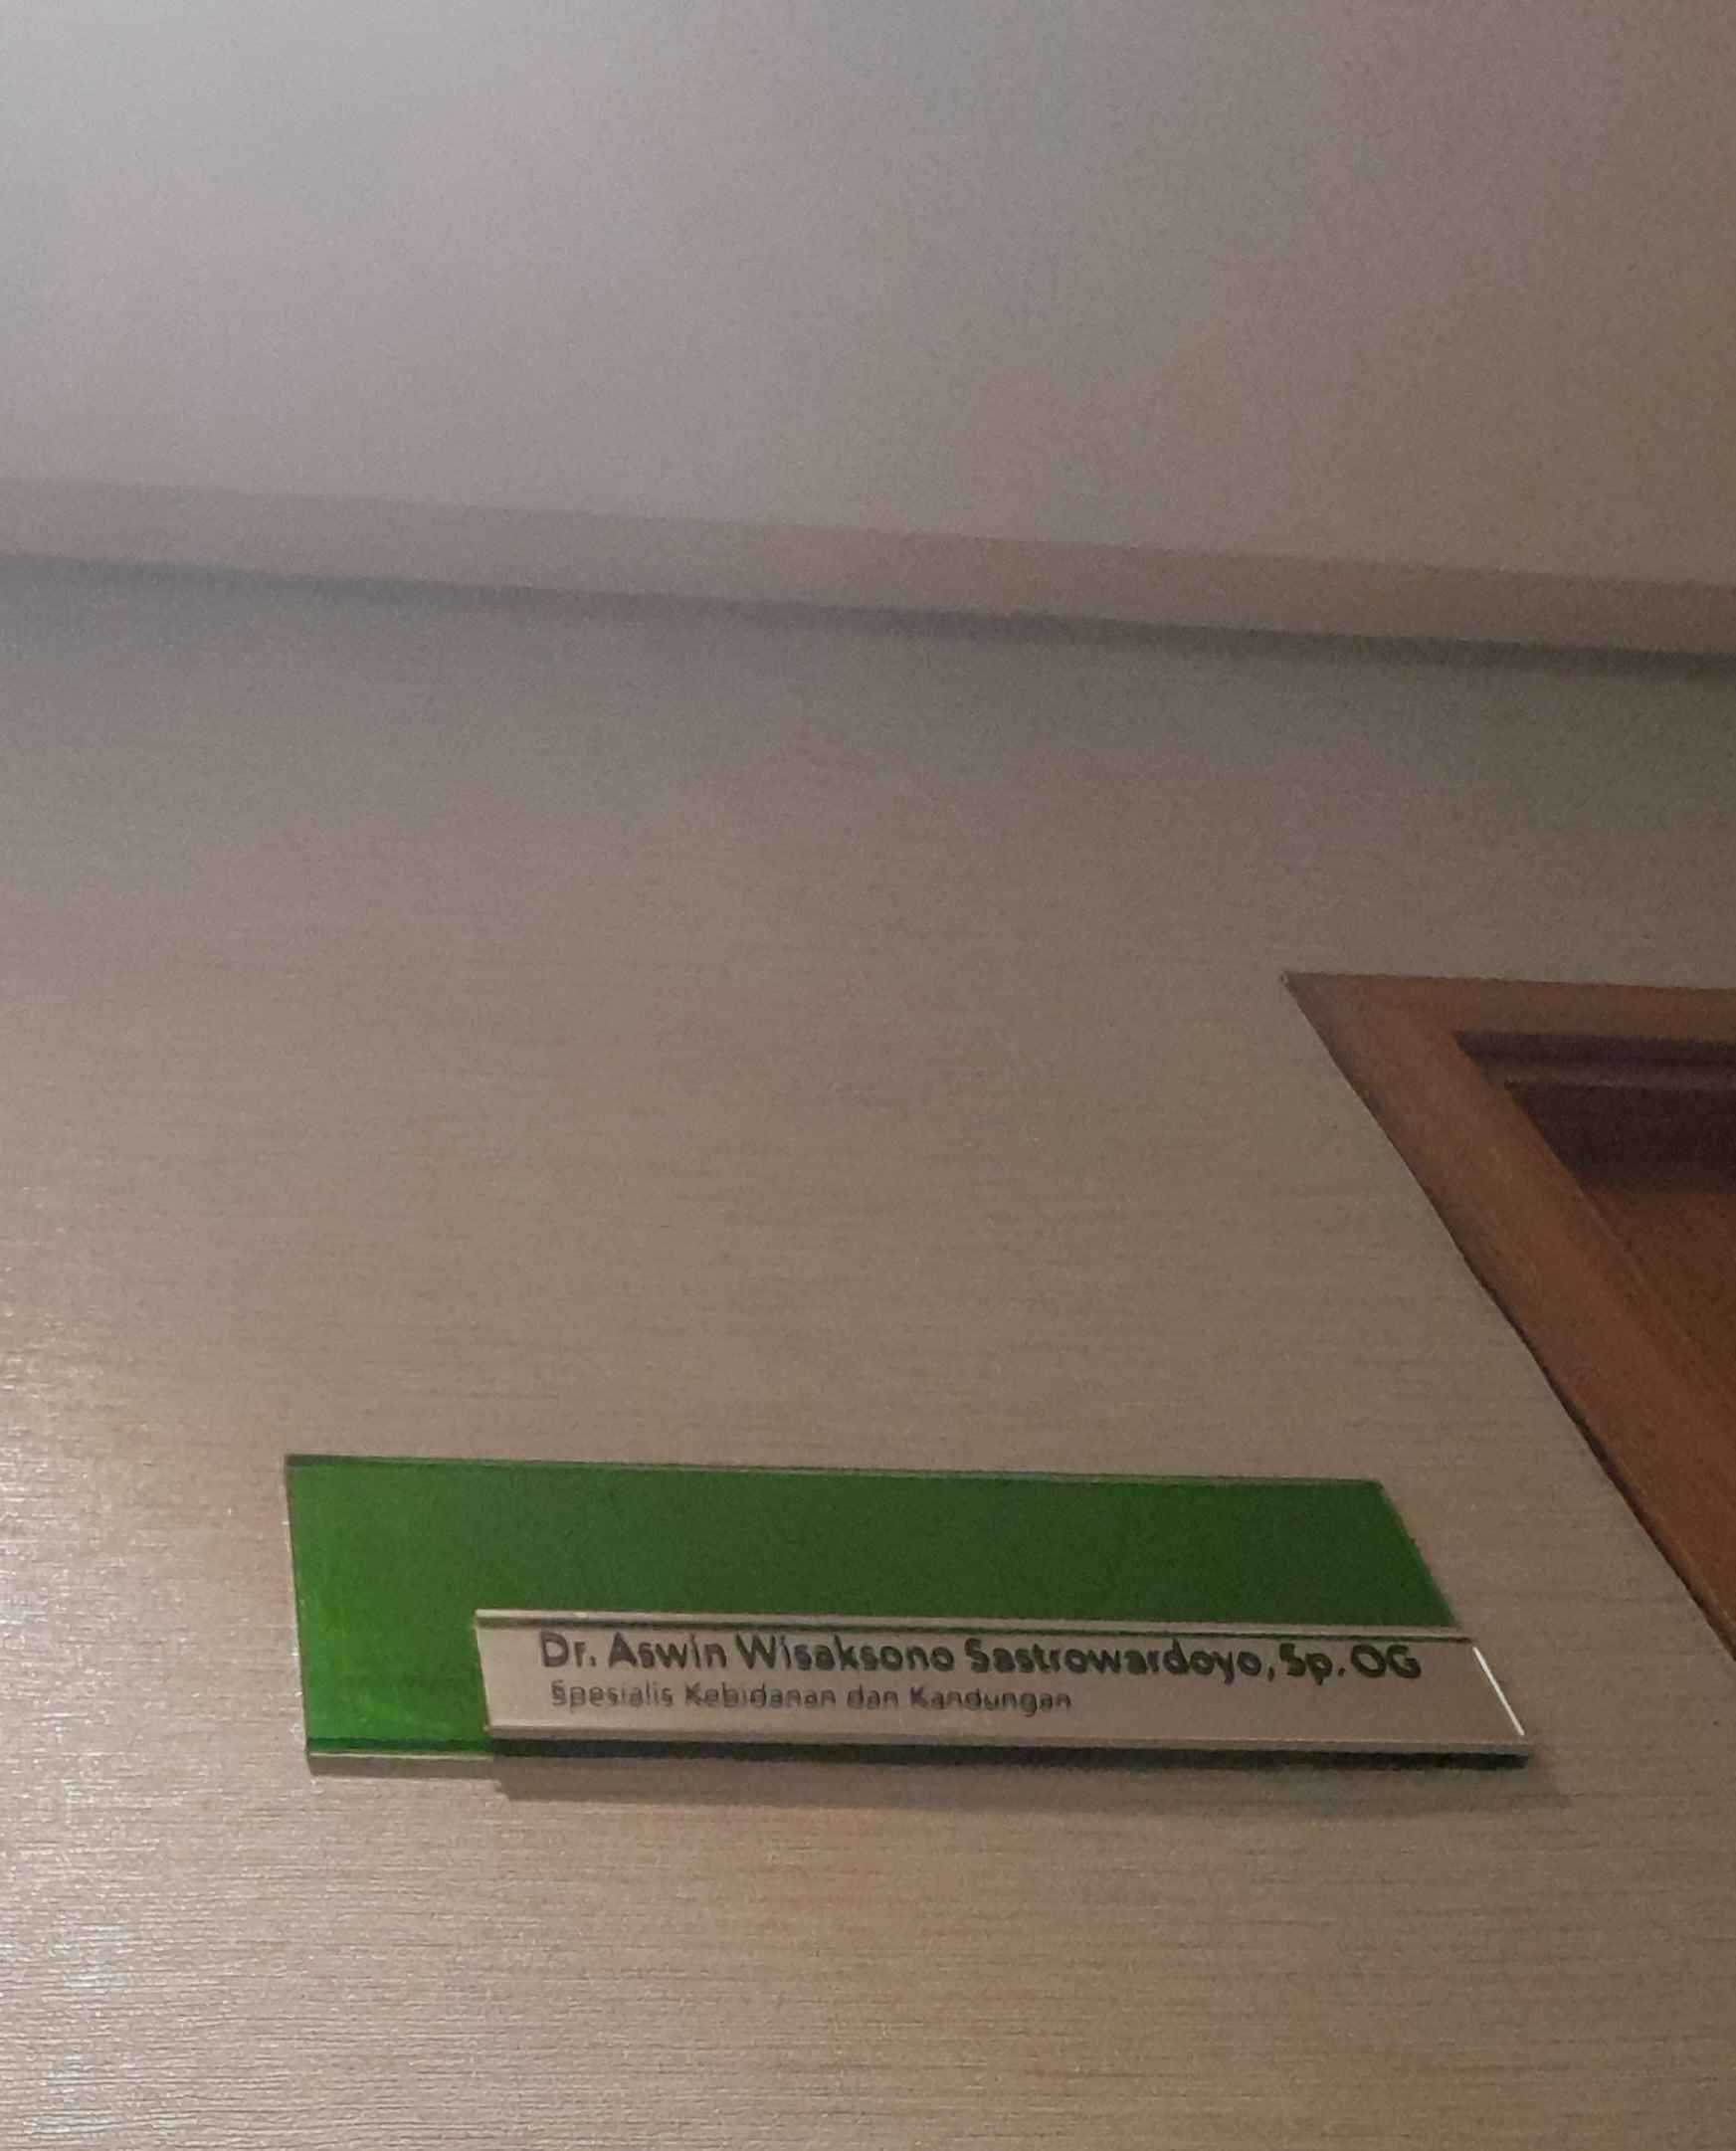 Dr. Aswin Wisaksono Sastrowardoyo, Sp. OG
Spesialis Kebidanan dan Kandungan